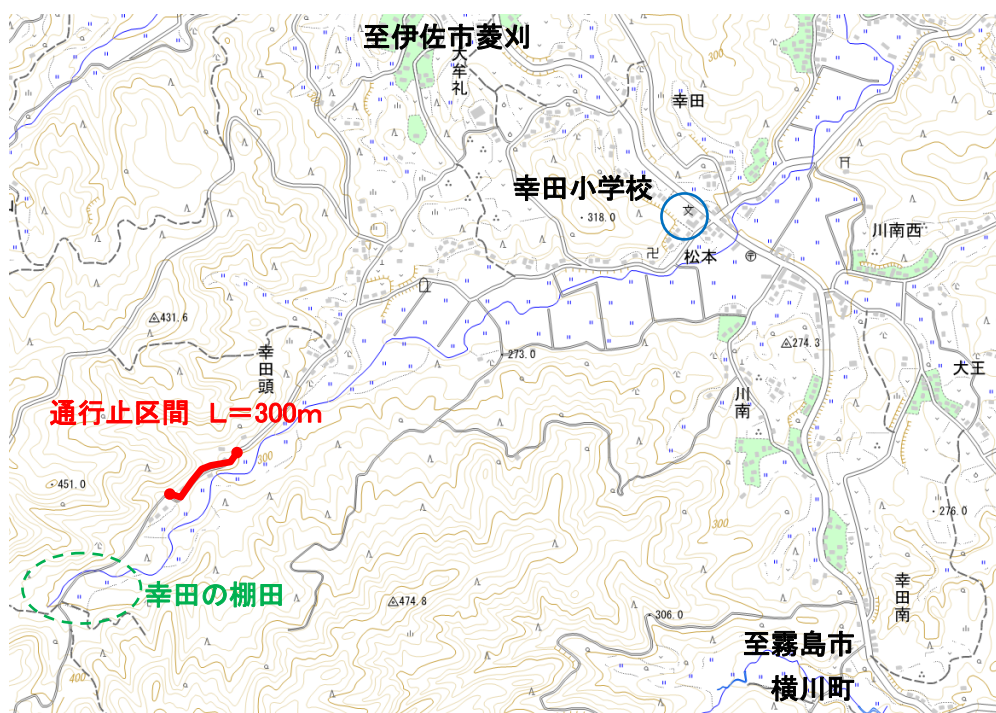 至伊佐市菱刈
300
大牟礼
幸田
幸田小学校
文
318.0
川南西
松本
431.6
幸田頭
273.0
274.3
犬王
川南
通行止区間 L=300m
300
451.0
276.0
300
幸田の棚田
474.8
幸田南
306.0
至霧島市
横川町
400